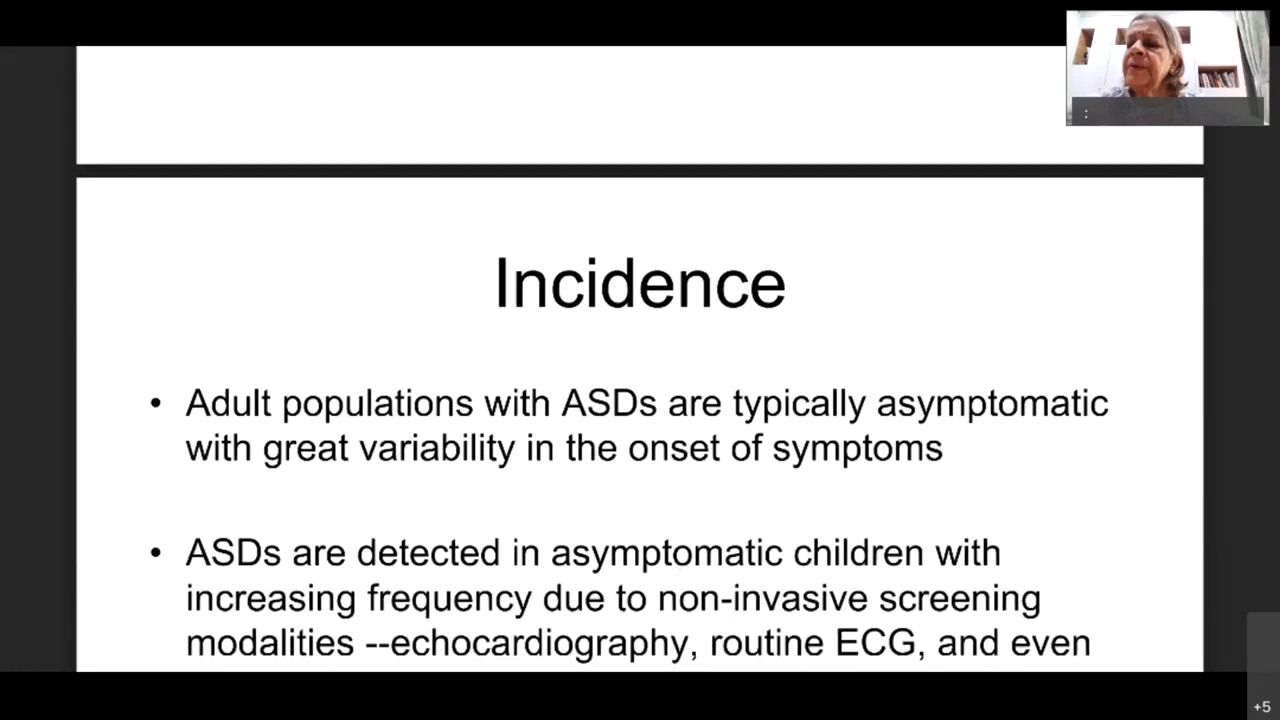 Incidence
• Adult populations with ASDs are typically asymptomatic
with great variability in the onset of symptoms
• ASDs are detected in asymptomatic children with
increasing frequency due to non-invasive screening
modalities --echocardiography, routine ECG, and even
:
+5